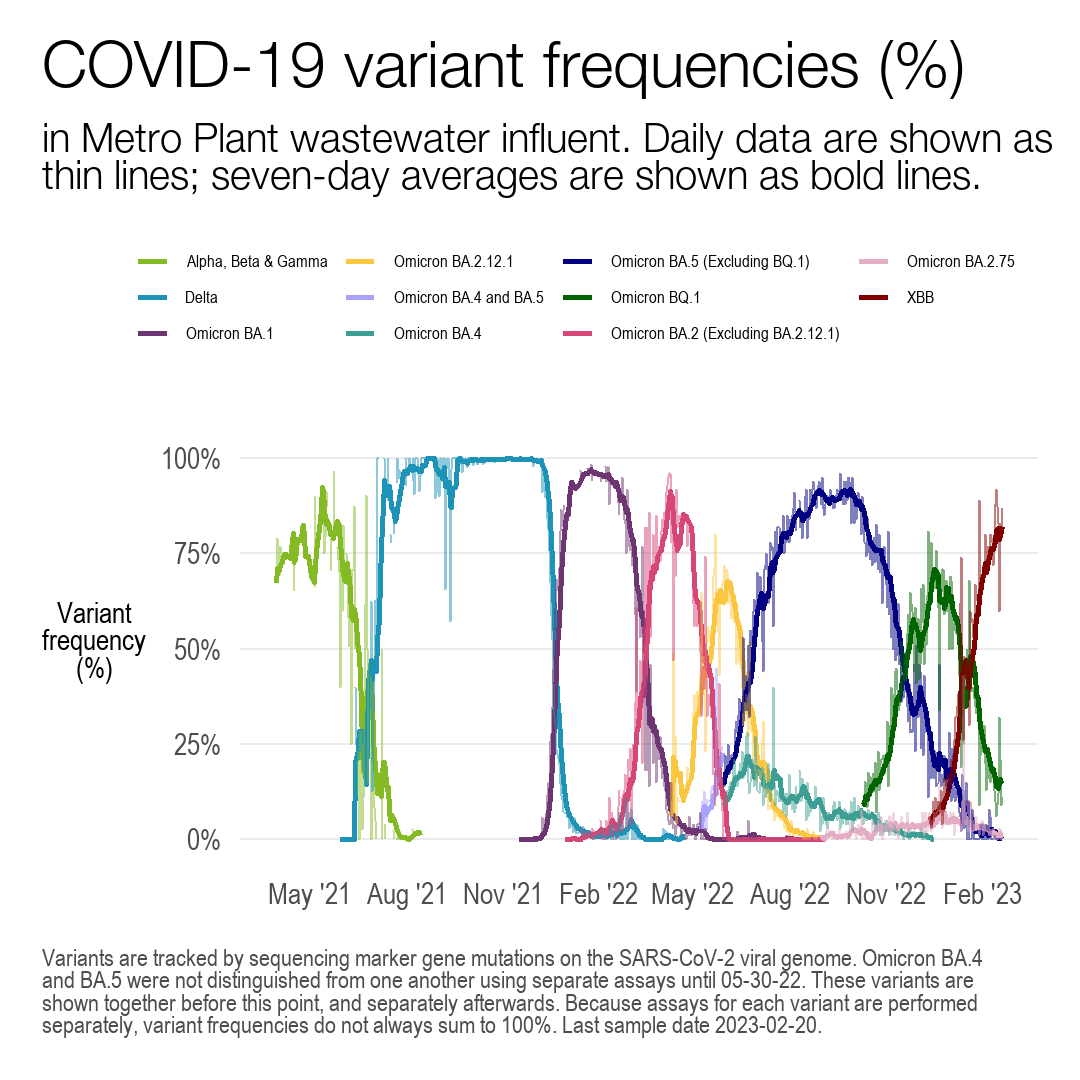 COVID-19 variant frequencies (%)
in Metro Plant wastewater influent. Daily data are shown as
thin lines; seven-day averages are shown as bold lines.
Alpha, Beta & Gamma
Omicron BA.2.12.1
Omicron BA.5 (Excluding BQ.1)
Omicron BA.2.75
Delta
Omicron BA.4 and BA.5
Omicron BQ.1
XBB
Omicron BA.1
Omicron BA.4
Omicron BA.2 (Excluding BA.2.12.1)
100%
75%
Variant
frequency
(%)
50%
25%
0%
May '21
Aug '21
Nov '21
Feb '22
May '22
Aug '22
Nov '22
Feb '23
Variants are tracked by sequencing marker gene mutations on the SARS-CoV-2 viral genome. Omicron BA.4
and BA.5 were not distinguished from one another using separate assays until 05-30-22. These variants are
shown together before this point, and separately afterwards. Because assays for each variant are performed
separately, variant frequencies do not always sum to 100%. Last sample date 2023-02-20.